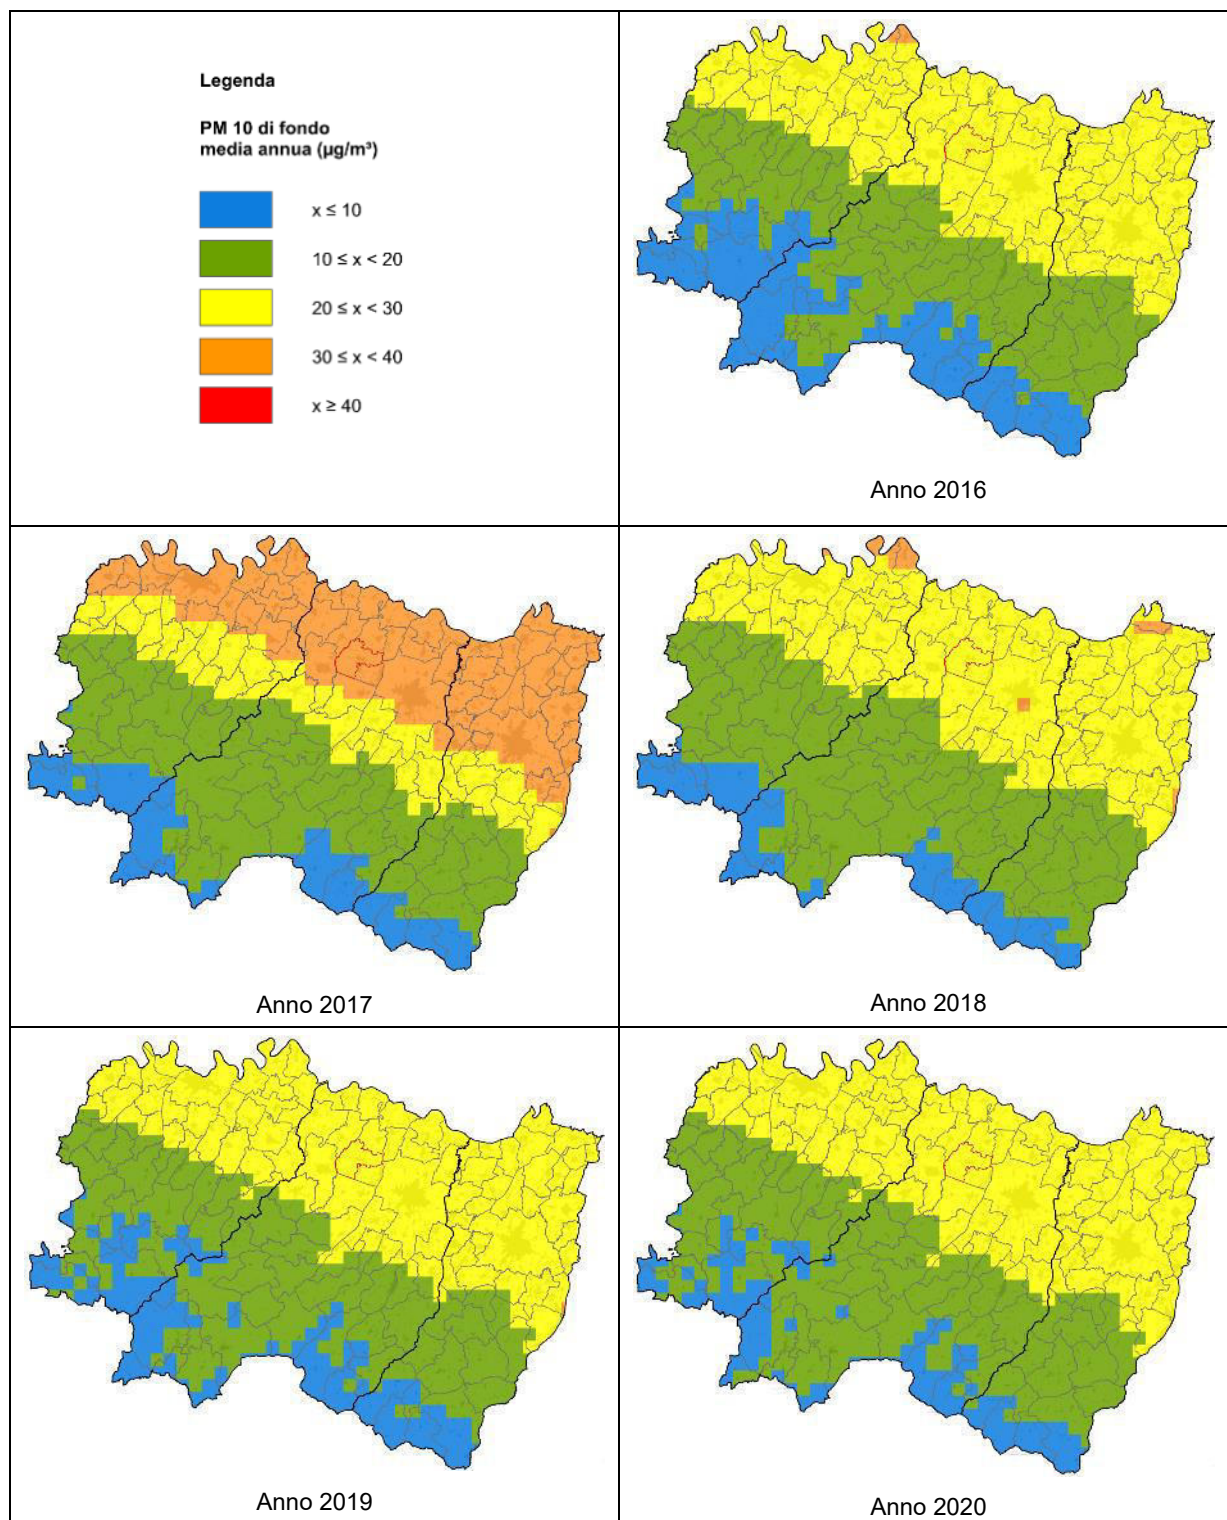 Legenda
PM 10 di fondo
media annua (µg/m³)
x ≤ 10
10 ≤ x < 20
20 ≤ x < 30
30 ≤ x < 40
x ≥ 40
Anno 2016
Anno 2017
Anno 2018
Anno 2019
Anno 2020